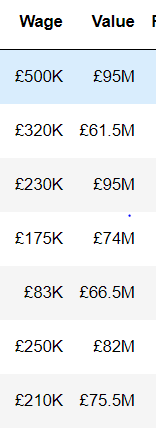 Wage Value
£500K £95M
£320K £61.5M
£230K £95M
£175K £74M
£83K £66.5M
£250K £82M
£210K £75.5M